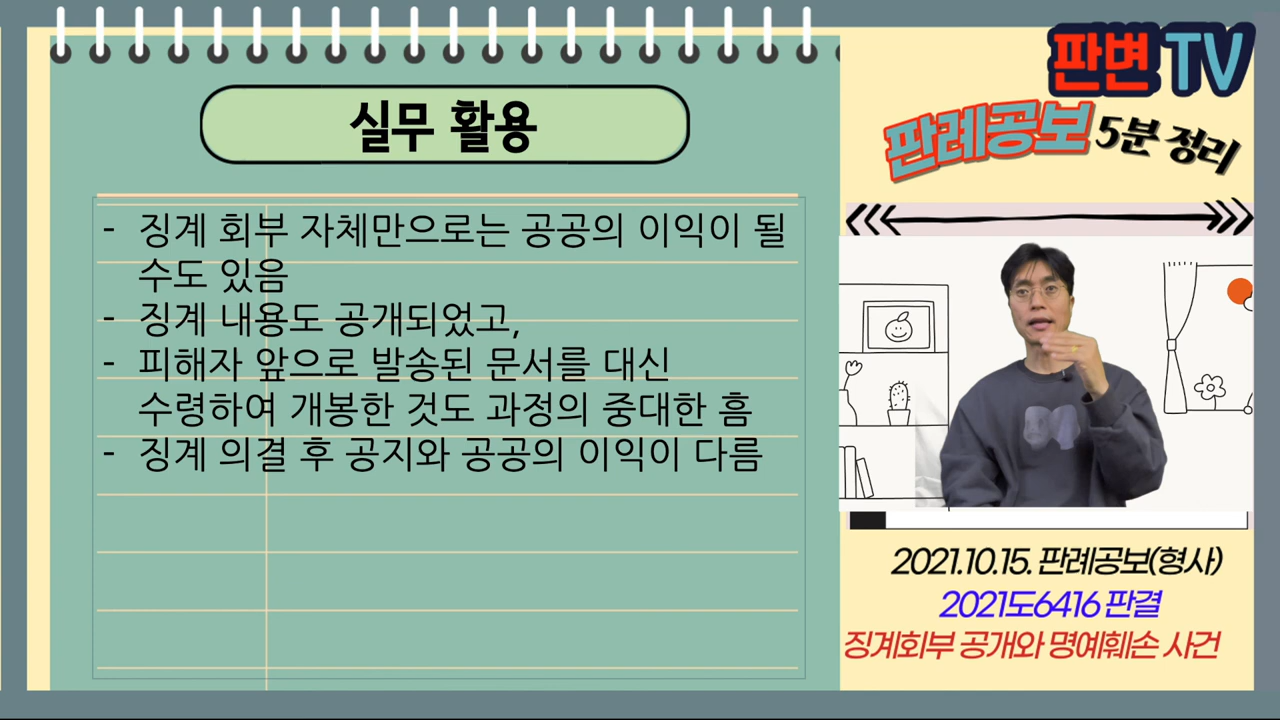 실무 활용
- 징계 회부 자체만으로는 공공의 이익이 될
수도 있음
- 징계 내용도 공개되었고,
- 피해자 앞으로 발송된 문서를 대신
수령하여 개봉한 것도 과정의 중대한 흠
- 징계 의결 후 공지와 공공의 이익이 다름
판변 TV
판례공보 5분 정리
2021.10.15. 판례공보(형사)
2021도6416 판결
징계회부 공개와 명예훼손 사건